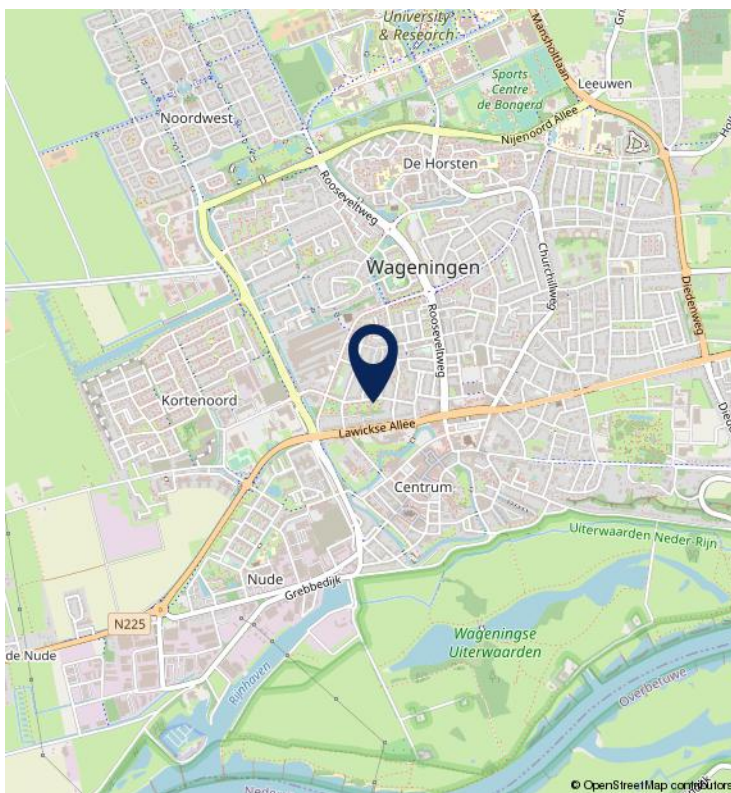 University
& Research
Mansholtlaan
Sports
Centre
de Bongerd
Leeuwen
Noordwest
Nijenoord Allee
De Horsten
Rooseveltweg
Churchillweg
Wageningen
Rooseveltweg
Diedenweg
Kortenoord
Lawickse Allee
Centrum
Uiterwaarden Neder-Rijn
Nude
Grebbedijk
N225
de Nude
Wageningse
Uiterwaarden
Rijnhaven
Overbetuwe
© OpenStreetMap contributors